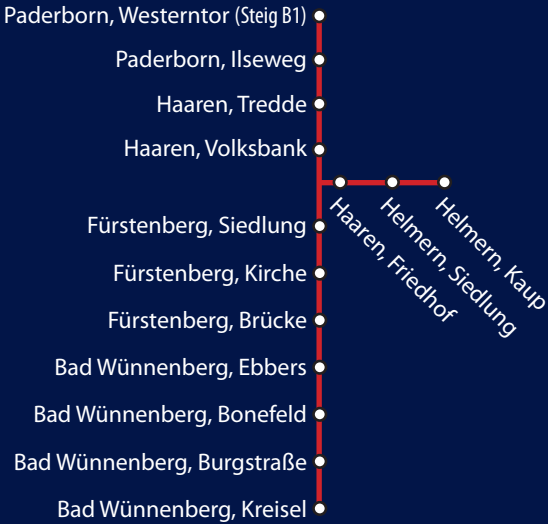 Paderborn, Westerntor (Steig B1)
Paderborn, Ilseweg
Haaren, Tredde
Haaren, Volksbank
Haaren, Friedhof
Helmern, Siedlung
Helmern, Kaup
Fürstenberg, Siedlung
Fürstenberg, Kirche
Fürstenberg, Brücke
Bad Wünnenberg, Ebbers
Bad Wünnenberg, Bonefeld
Bad Wünnenberg, Burgstraße
Bad Wünnenberg, Kreisel